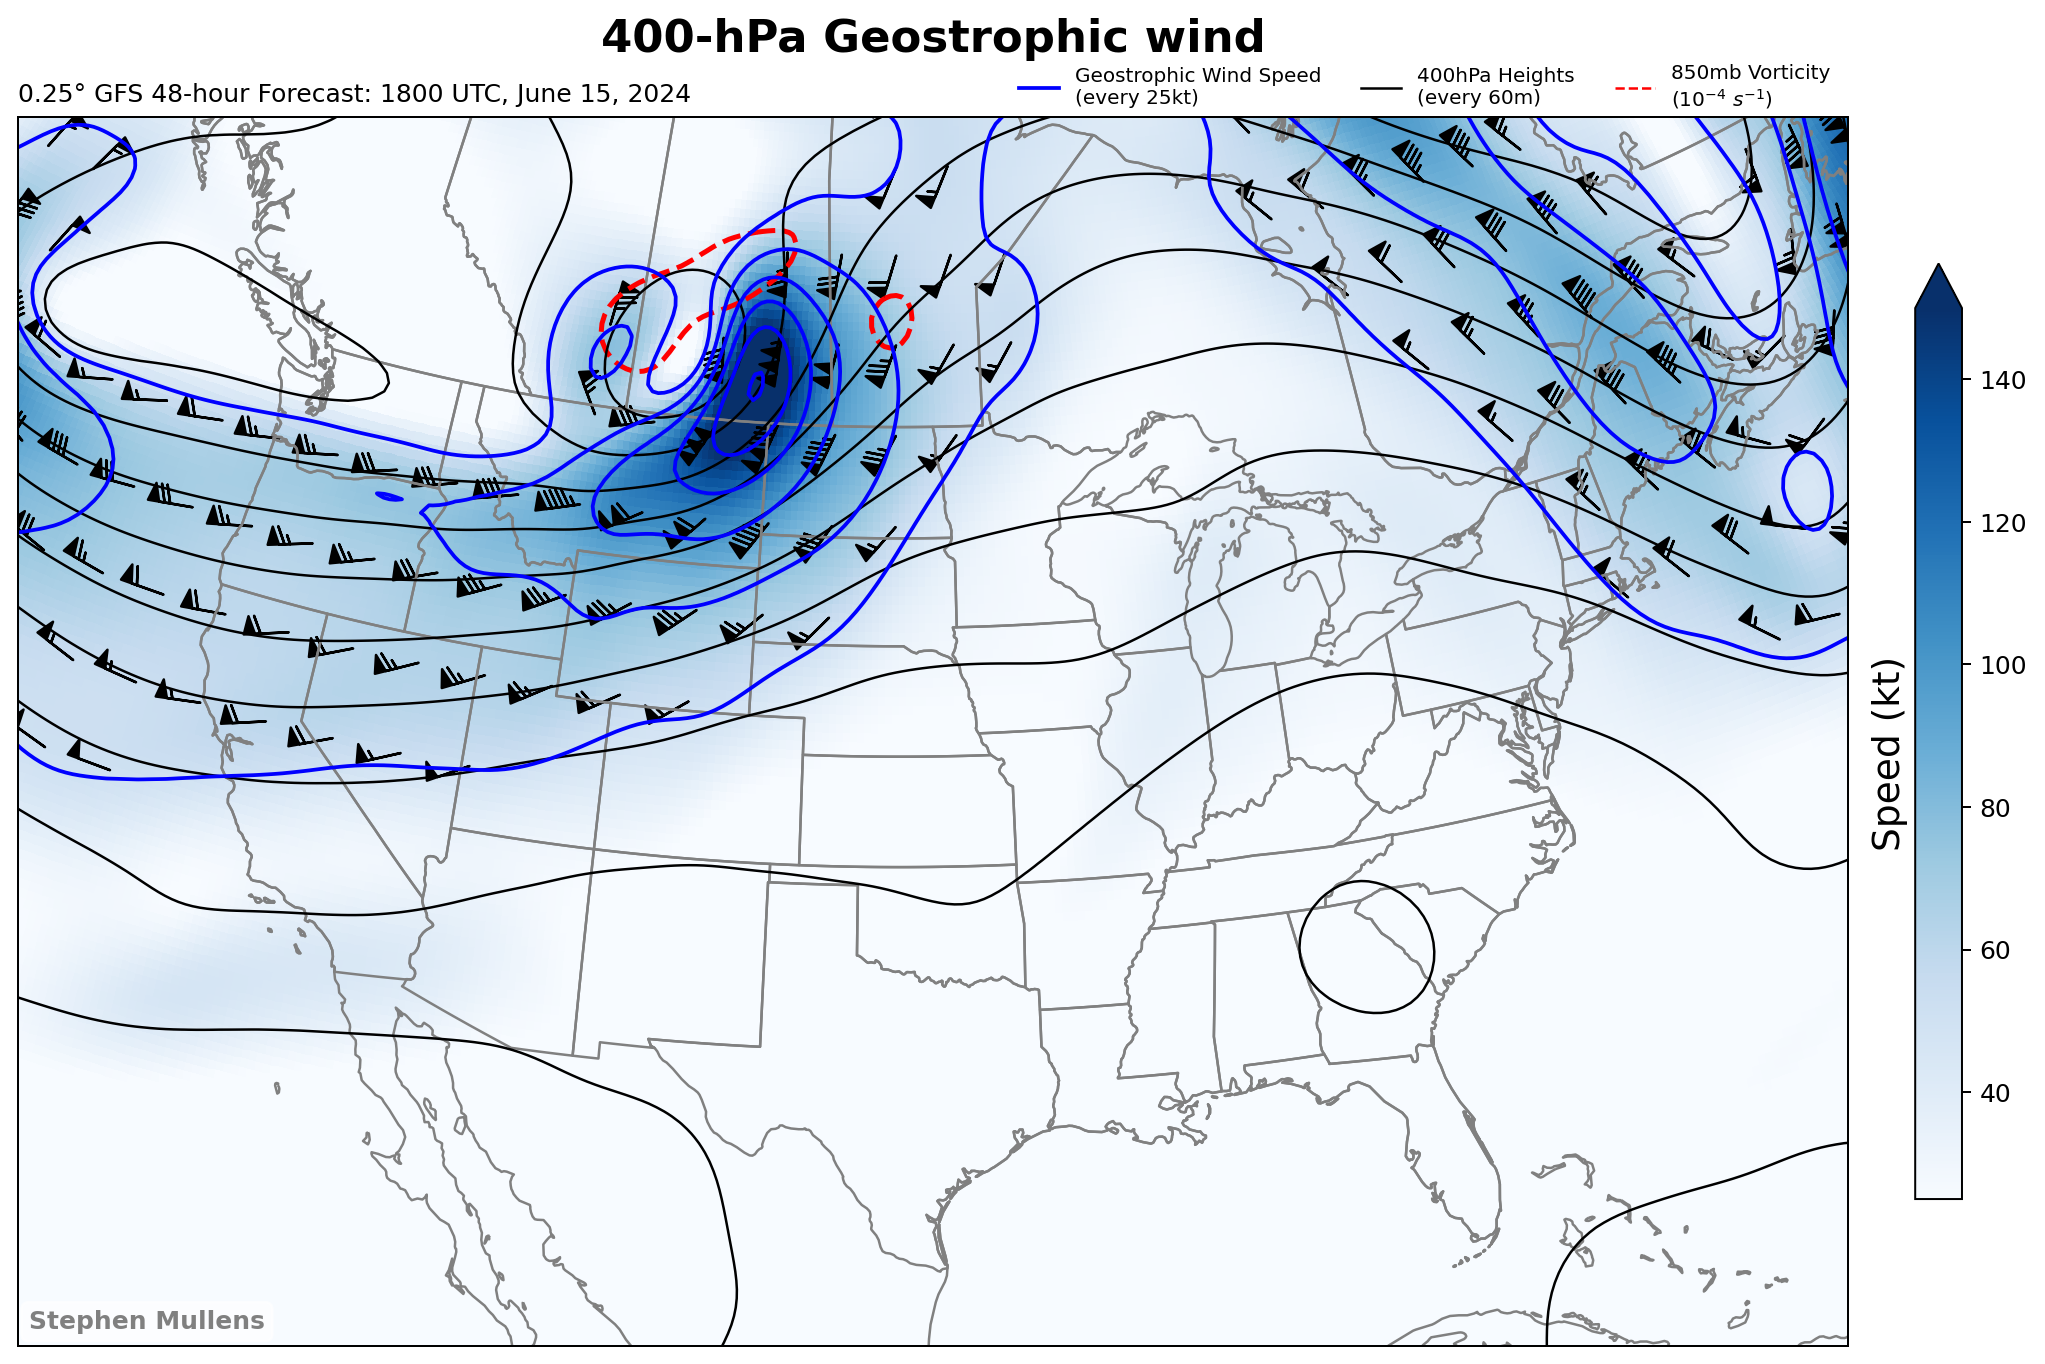 400-hPa Geostrophic wind
0.25° GFS 48-hour Forecast: 1800 UTC, June 15, 2024
Geostrophic Wind Speed
(every 25kt)
400hPa Heights
(every 60m)
850mb Vorticity
(10⁻⁴ s⁻¹)
140
120
100
80
60
40
Speed (kt)
Stephen Mullens